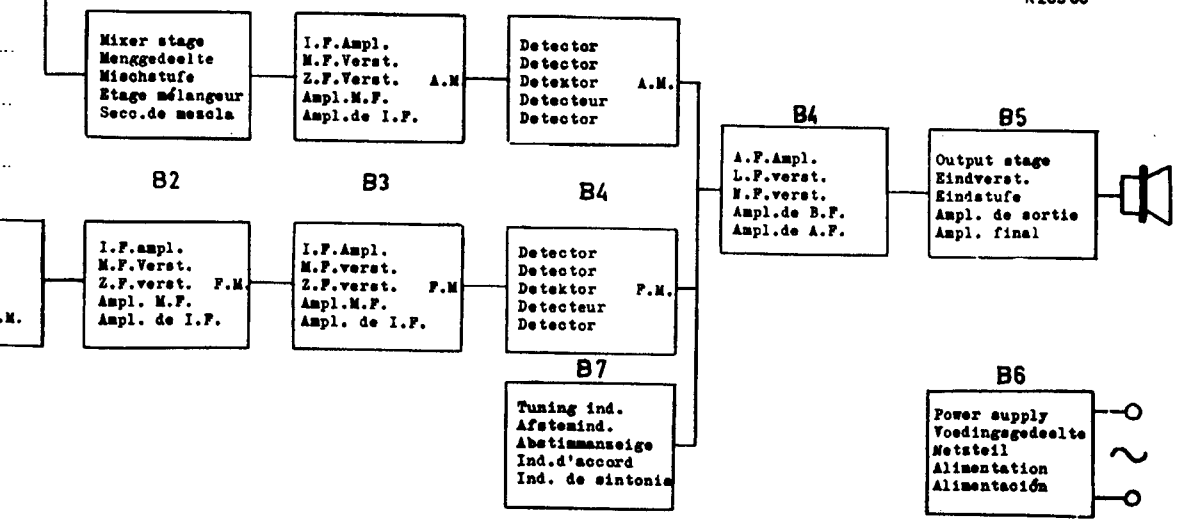 Mixer stage
Menggedeelte
Mischstufe
Etage mélangeur
Secc.de mezcla
I.F.Ampl.
M.F.Verst.
Z.F.Verst. A.M
Ampl.M.F.
Ampl.de I.F.
Detector
Detector
Detektor A.M.
Detecteur
Detector
B4
A.F.Ampl.
L.F.verst.
N.F.verst.
Ampl.de B.F.
Ampl.de A.F.
B5
Output stage
Eindverst.
Eindstufe
Ampl. de sortie
Ampl. final
.M.
B2
I.F.ampl.
M.F.Verst.
Z.F.verst. F.M
Ampl. M.F.
Ampl. de I.F.
B3
I.F.Ampl.
M.F.verst.
Z.F.verst. F.M
Ampl.M.F.
Ampl. de I.F.
B4
Detector
Detector
Detektor F.M.
Detecteur
Detector
B7
Tuning ind.
Afstemind.
Abstimmanzeige
Ind.d'accord
Ind. de sintonia
B6
Power supply
Voedingsgedeelte
Netsteil
Alimentation
Alimentación